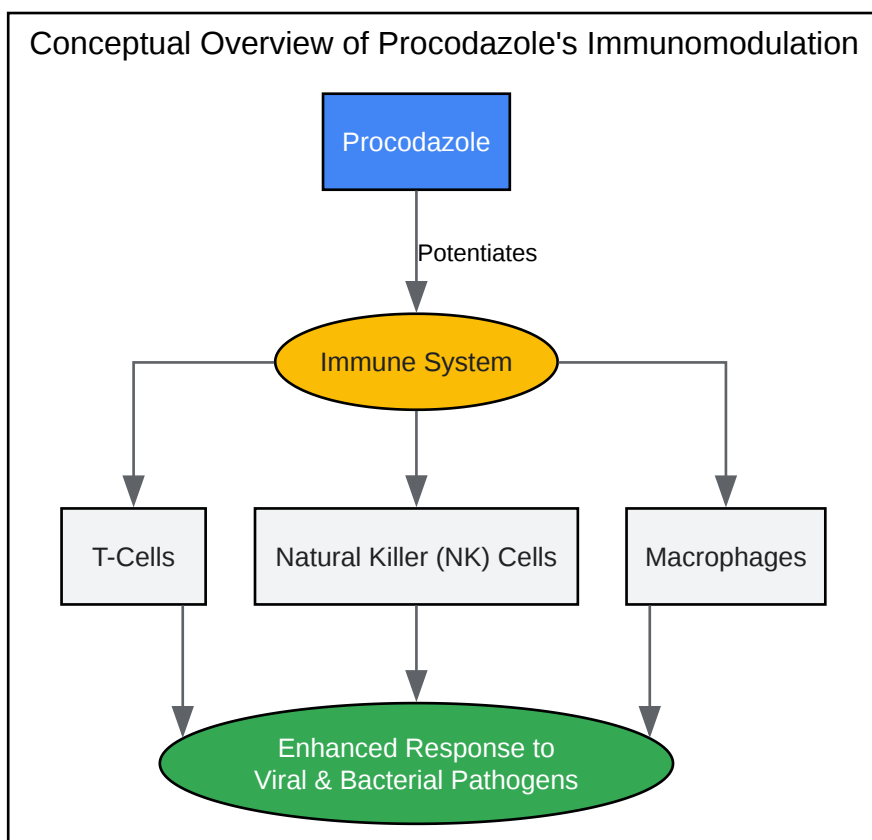 Conceptual Overview of Procodazole's Immunomodulation
Procodazole
Potentiates
Immune System
T-Cells
Natural Killer (NK) Cells
Macrophages
Enhanced Response to
Viral & Bacterial Pathogens